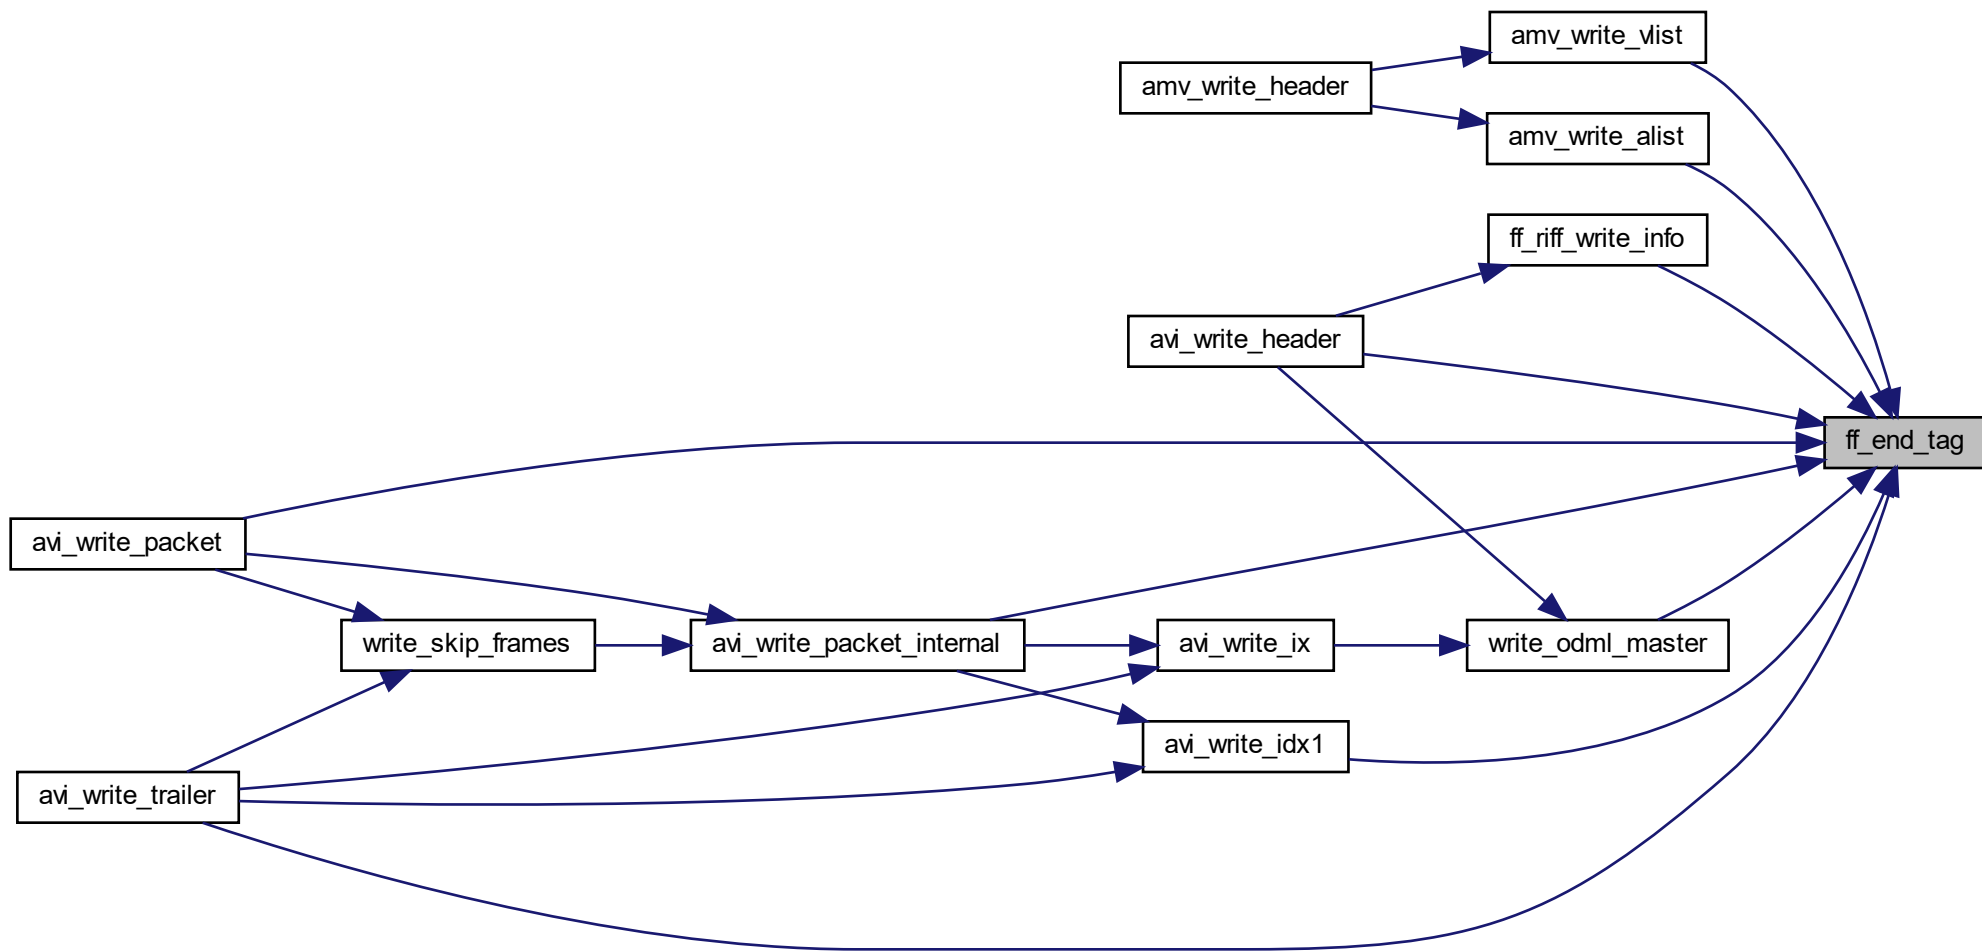 amv_write_vlist
amv_write_header
amv_write_alist
ff_riff_write_info
avi_write_header
ff_end_tag
avi_write_packet
write_skip_frames
avi_write_packet_internal
avi_write_ix
write_odml_master
avi_write_idx1
avi_write_trailer